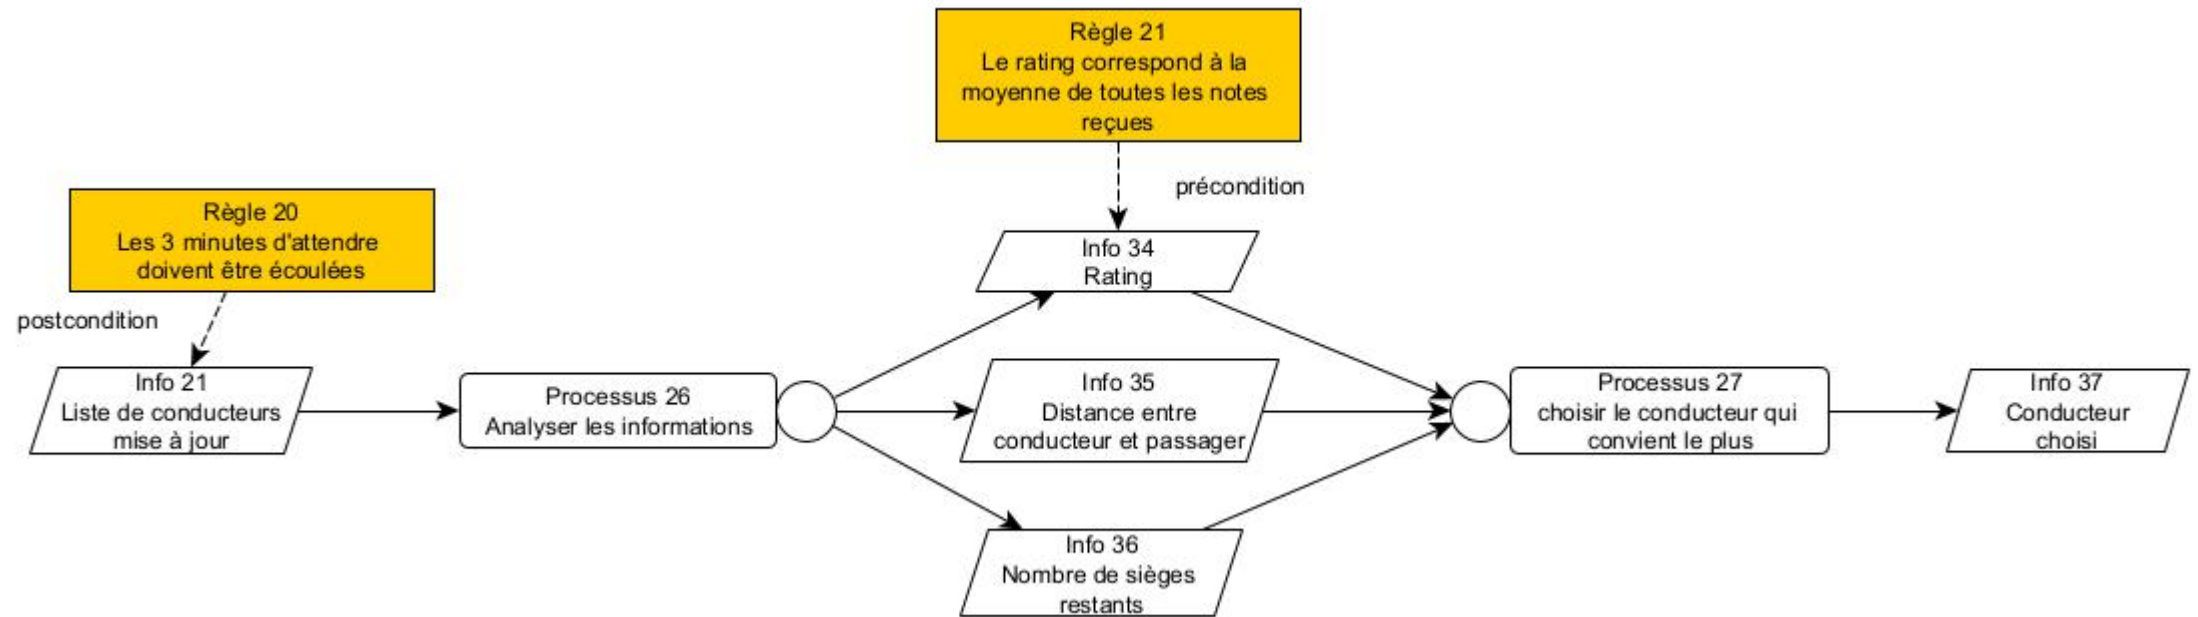 Règle 21
Le rating correspond à la
moyenne de toutes les notes
reçues
précondition
Règle 20
Les 3 minutes d'attendre
doivent être écoulées
postcondition
Info 34
Rating
Info 21
Liste de conducteurs
mise à jour
Processus 26
Analyser les informations
Info 35
Distance entre
conducteur et passager
Processus 27
choisir le conducteur qui
convient le plus
Info 37
Conducteur
choisi
Info 36
Nombre de sièges
restants